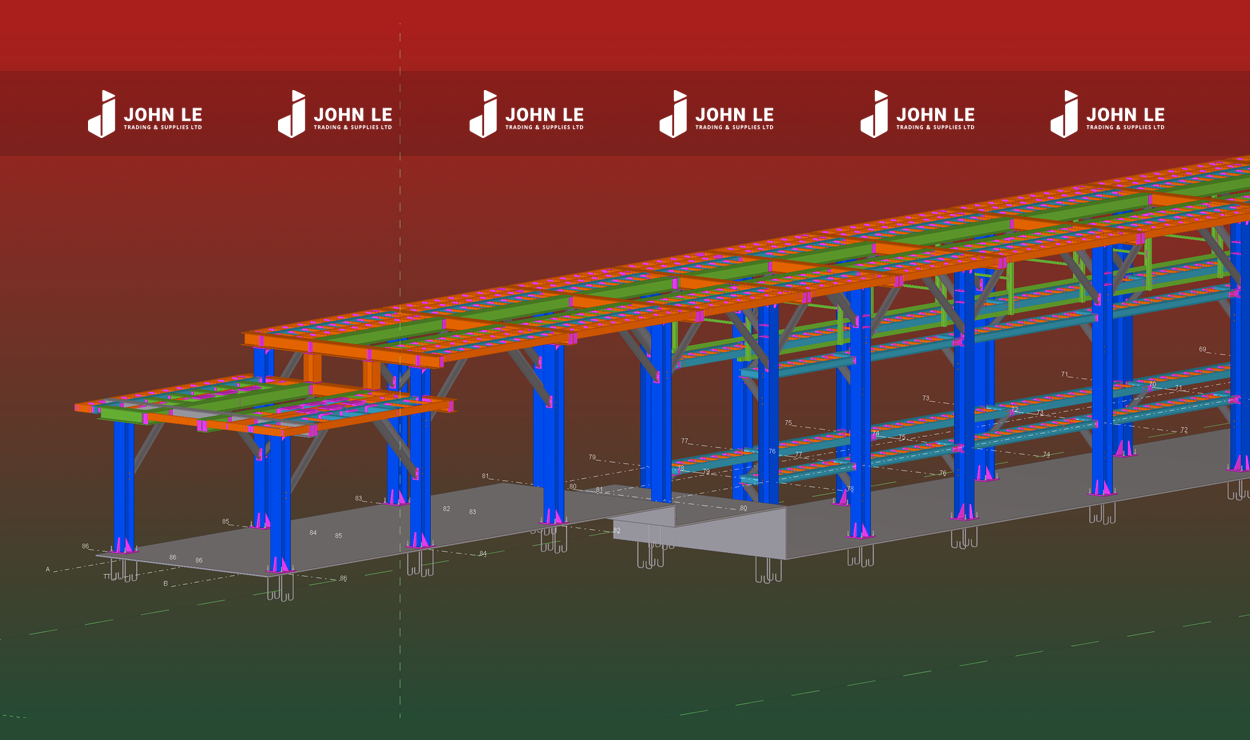 JOHN LE
TRADING & SUPPLIES LTD
JOHN LE
TRADING & SUPPLIES LTD
JOHN LE
TRADING & SUPPLIES LTD
JOHN LE
TRADING & SUPPLIES LTD
JOHN LE
TRADING & SUPPLIES LTD
JOHN LE
TRADING & SUPPLIES LTD
69
71
70
71
73
72
73
75
74
75
72
77
76
77
74
79
78
79
76
81
80
81
78
83
82
83
80
85
84
85
82
86
86
86
84
A
B
86